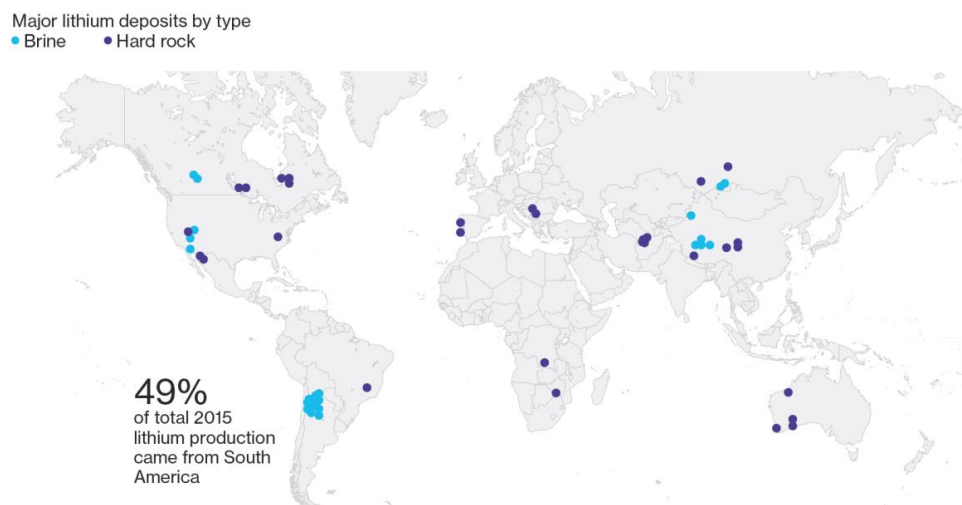 Major lithium deposits by type
Brine
Hard rock
49%
of total 2015
lithium production
came from South
America